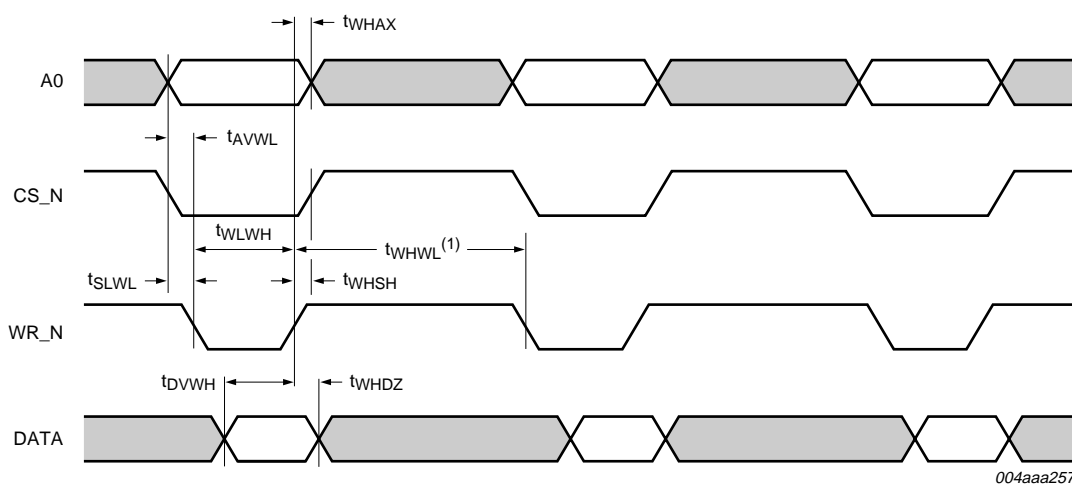 tWHAX
A0
tAVWL
CS_N
tWLWH
tWHWL(1)
tSLWL
tWHSH
WR_N
tDVWH
tWHDZ
DATA
004aaa257